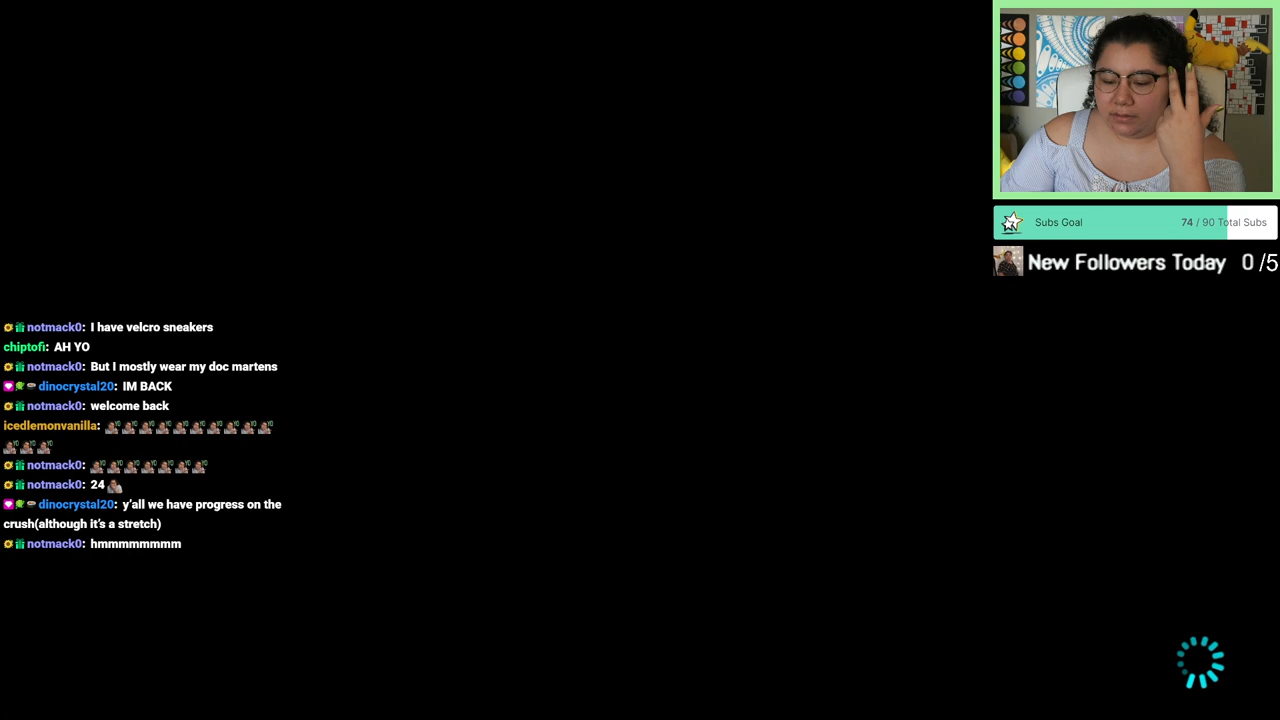 Subs Goal 74 / 90 Total Subs
New Followers Today 0 /5
notmack0: I have velcro sneakers
chiptofi: AH YO
notmack0: But I mostly wear my doc martens
dinocrystal20: IM BACK
notmack0: welcome back
icedlemonvanilla:
notmack0:
notmack0: 24
dinocrystal20: y'all we have progress on the
crush(although it's a stretch)
notmack0: hmmmmmmmm